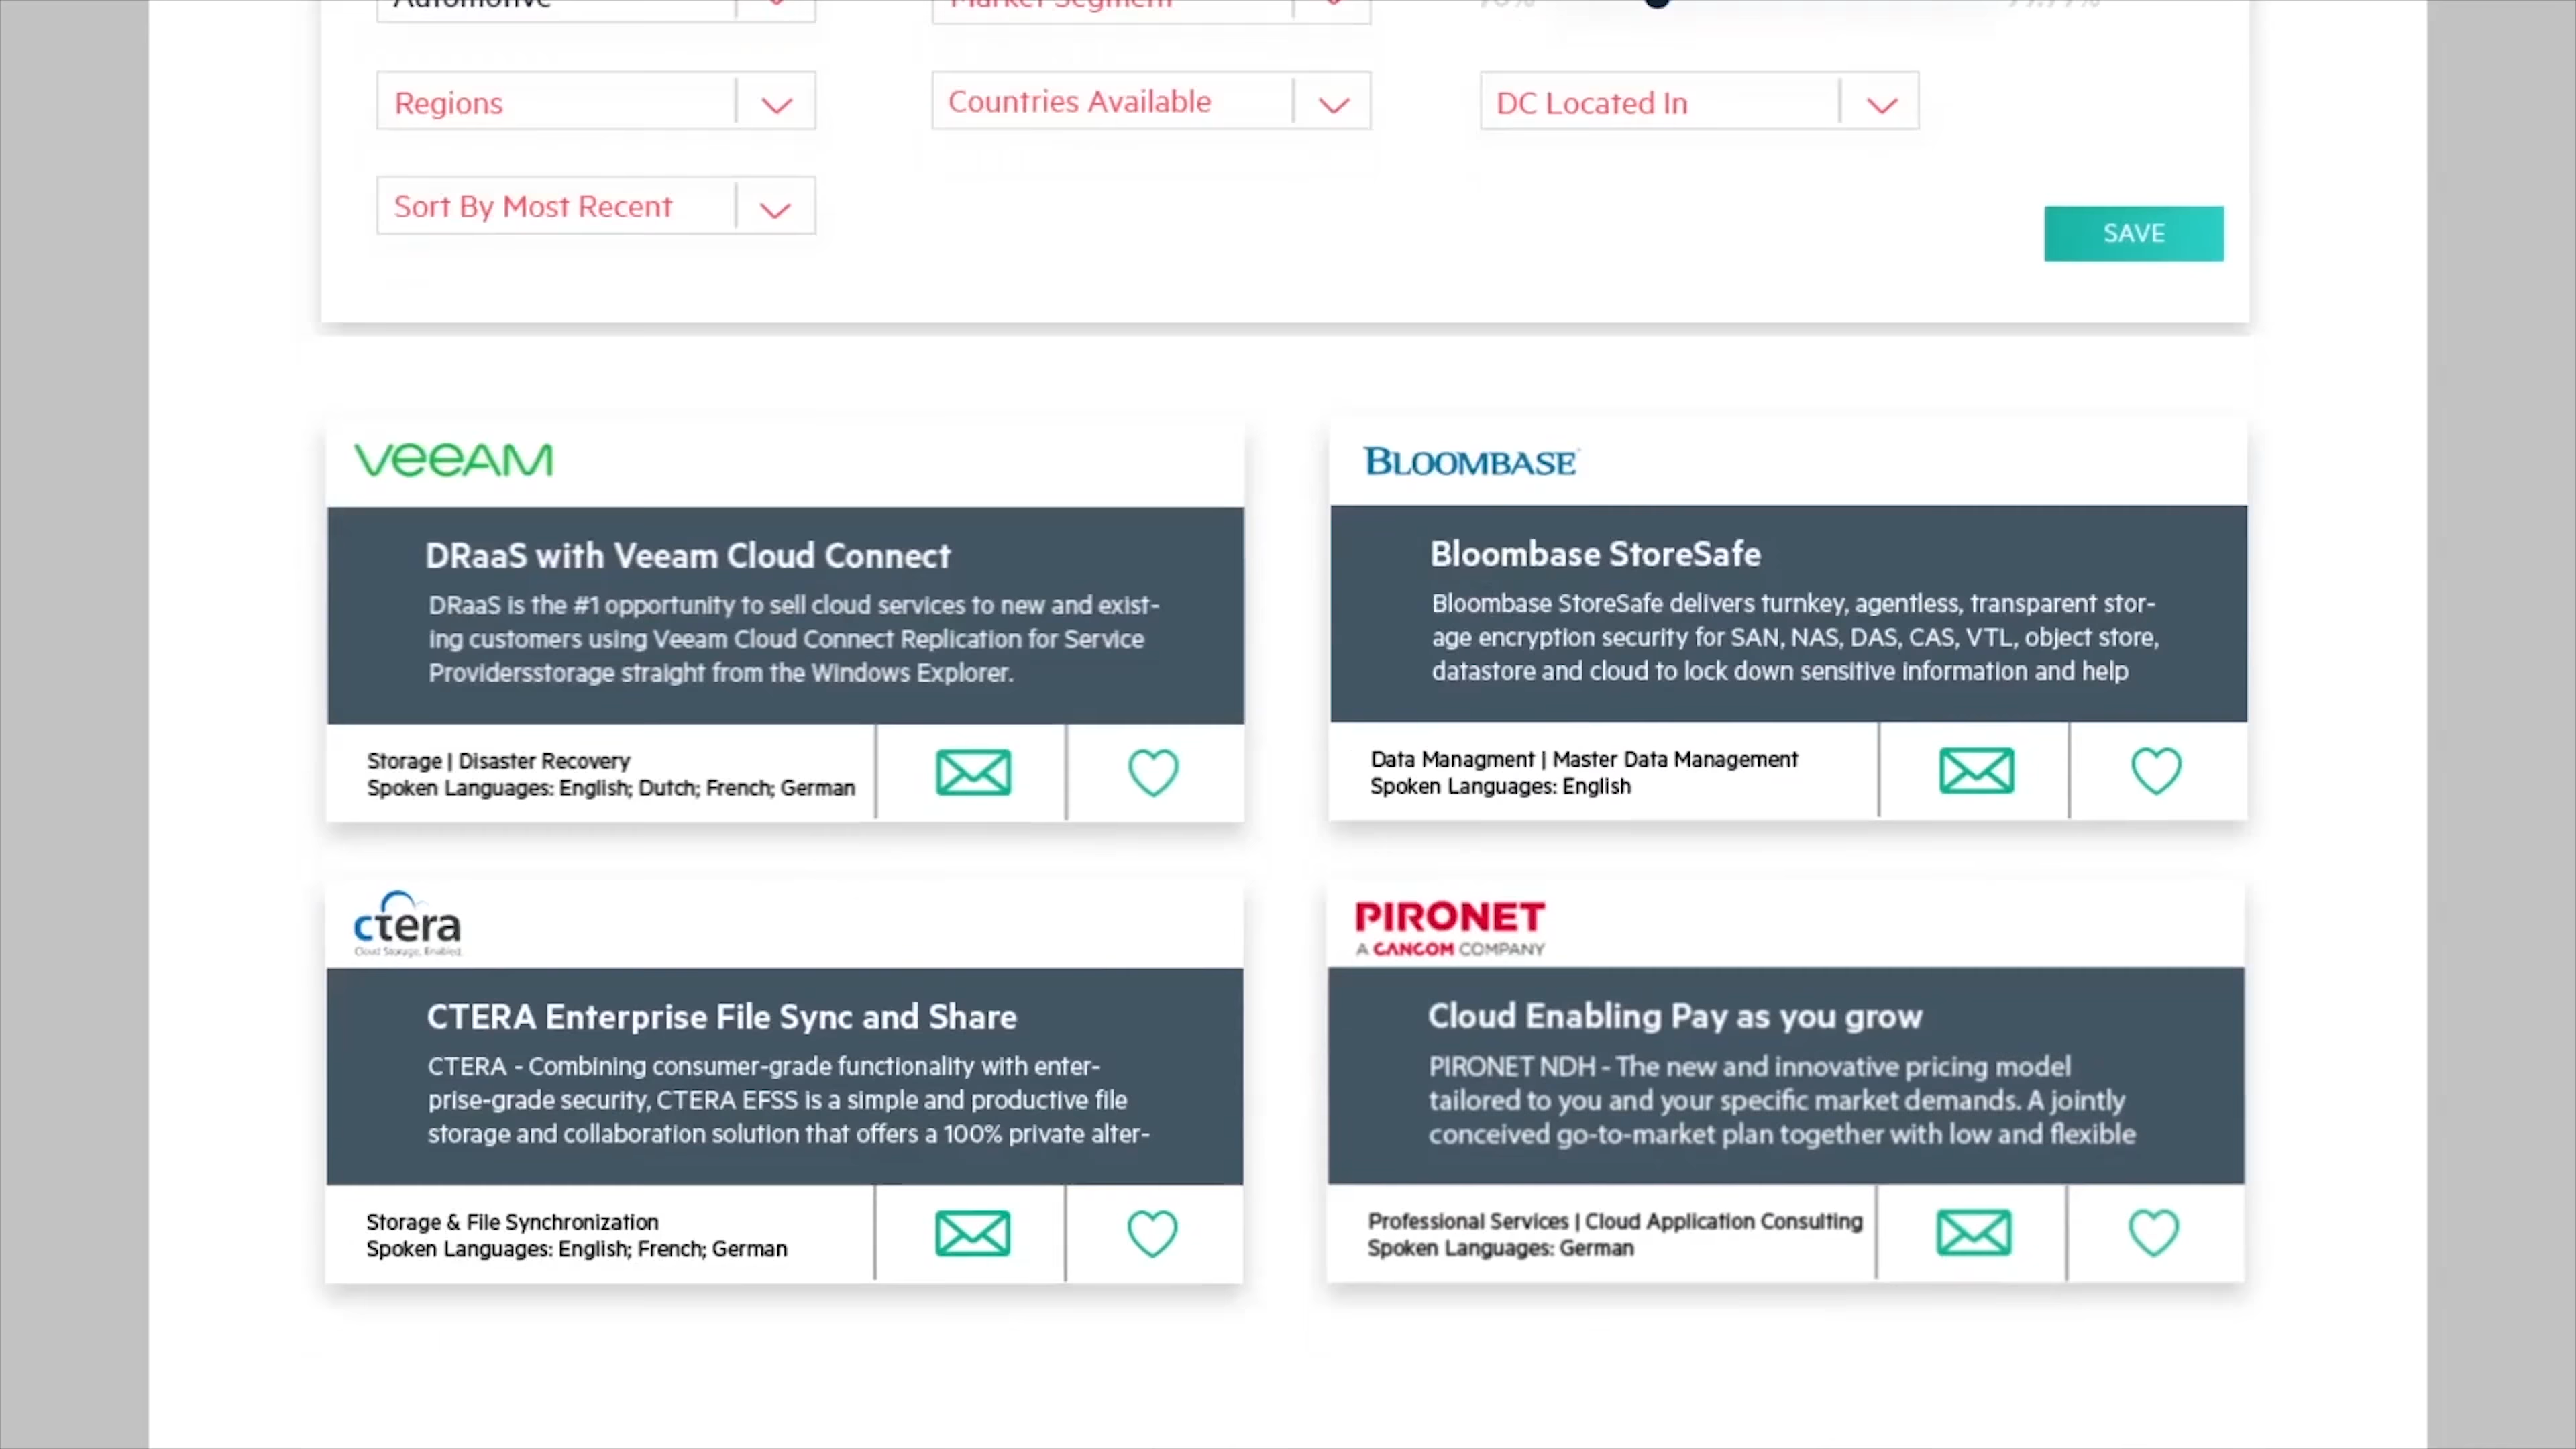 Automotive
Market Segment
Regions
Countries Available
DC Located In
Sort By Most Recent
SAVE
veeAM
BLOOMBASE
DRaaS with Veeam Cloud Connect
DRaaS is the #1 opportunity to sell cloud services to new and exist-
ing customers using Veeam Cloud Connect Replication for Service
Providersstorage straight from the Windows Explorer.
Bloombase StoreSafe
Bloombase StoreSafe delivers turnkey, agentless, transparent stor-
age encryption security for SAN, NAS, DAS, CAS, VTL, object store,
datastore and cloud to lock down sensitive information and help
Storage | Disaster Recovery
Spoken Languages: English; Dutch; French; German
Data Managment | Master Data Management
Spoken Languages: English
ctera
Cloud Storage, Enabled.
PIRONET
A CANCOM COMPANY
CTERA Enterprise File Sync and Share
CTERA - Combining consumer-grade functionality with enter-
prise-grade security, CTERA EFSS is a simple and productive file
storage and collaboration solution that offers a 100% private alter-
Cloud Enabling Pay as you grow
PIRONET NDH - The new and innovative pricing model
tailored to you and your specific market demands. A jointly
conceived go-to-market plan together with low and flexible
Storage & File Synchronization
Spoken Languages: English; French; German
Professional Services | Cloud Application Consulting
Spoken Languages: German